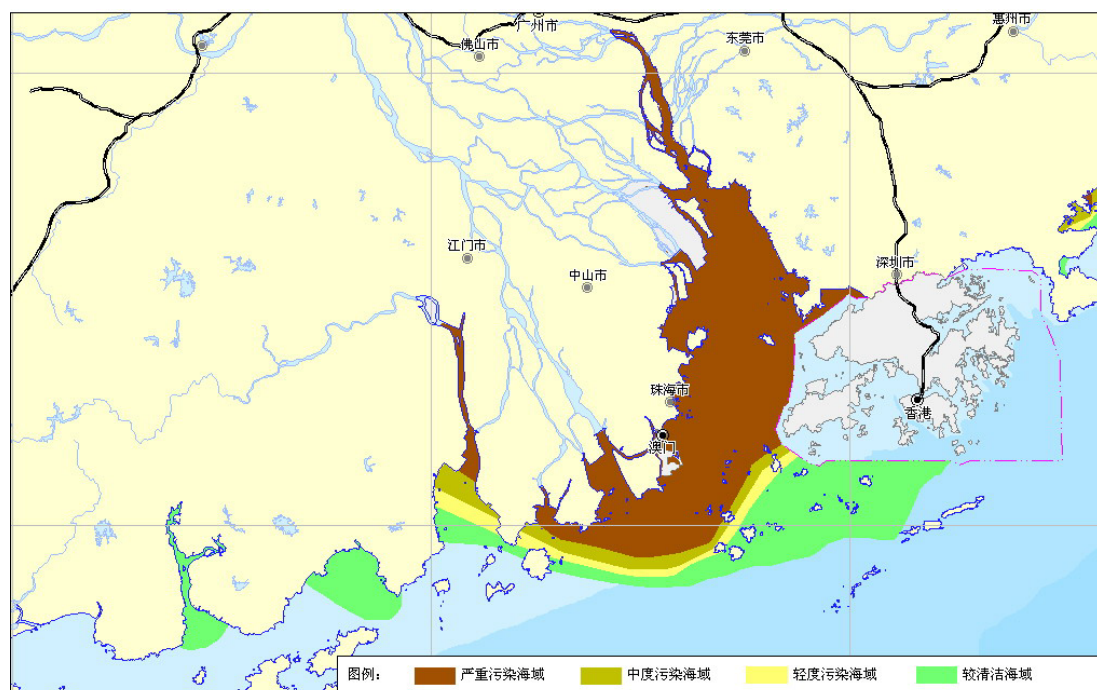 广州市
惠州市
佛山市
东莞市
江门市
深圳市
中山市
珠海市
香港
澳门
图例：
严重污染海域
中度污染海域
轻度污染海域
较清洁海域